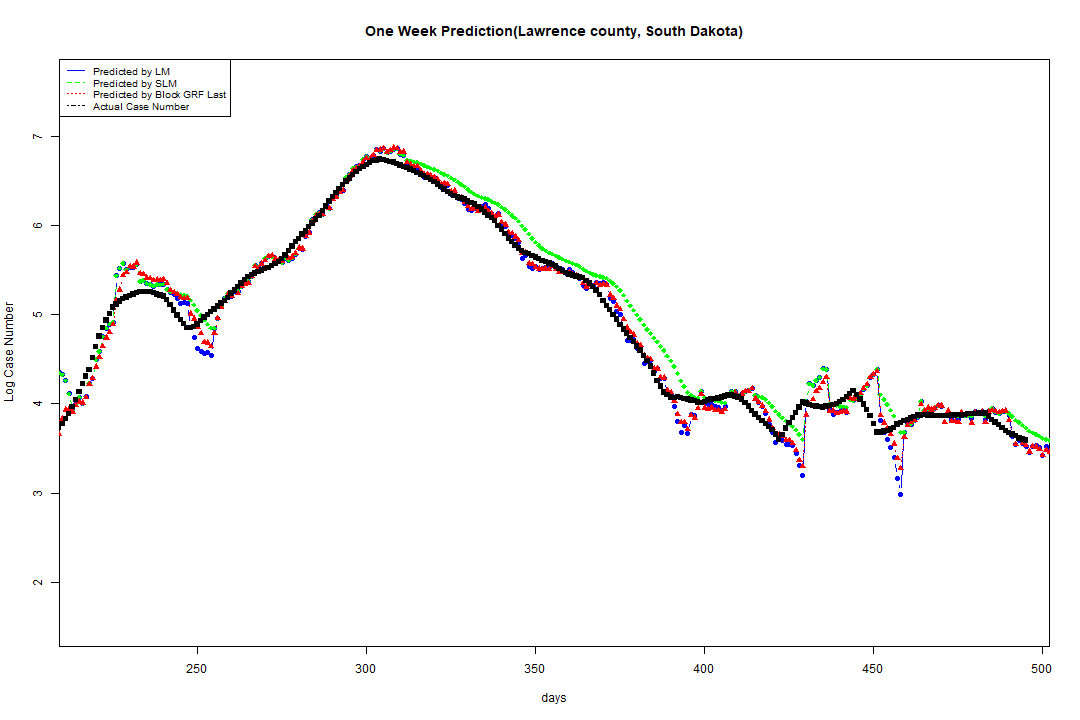 One Week Prediction(Lawrence county, South Dakota)
Predicted by LM
Predicted by SLM
Predicted by Block GRF Last
Actual Case Number
7
6
5
4
3
2
Log Case Number
250
300
350
400
450
500
days